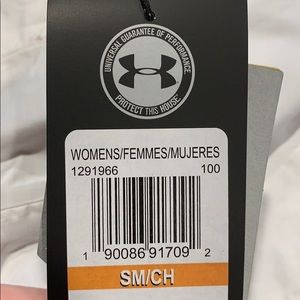 UNIVERSAL GUARANTEE OF PERFORMANCE
PROTECT THIS HOUSE
WOMENS/FEMMES/MUJERES
1291966 100
1 90086 91709 2
SM/CH